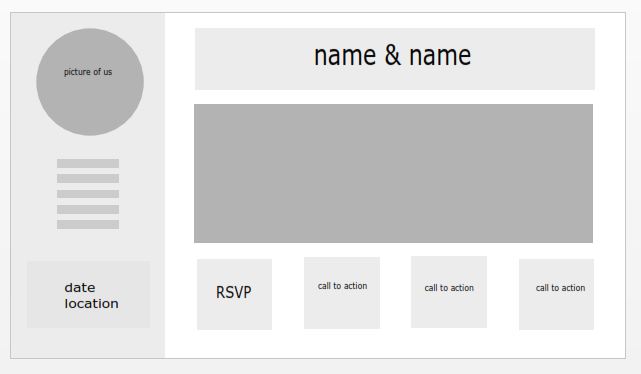 picture of us
date
location
name & name
RSVP
call to action
call to action
call to action